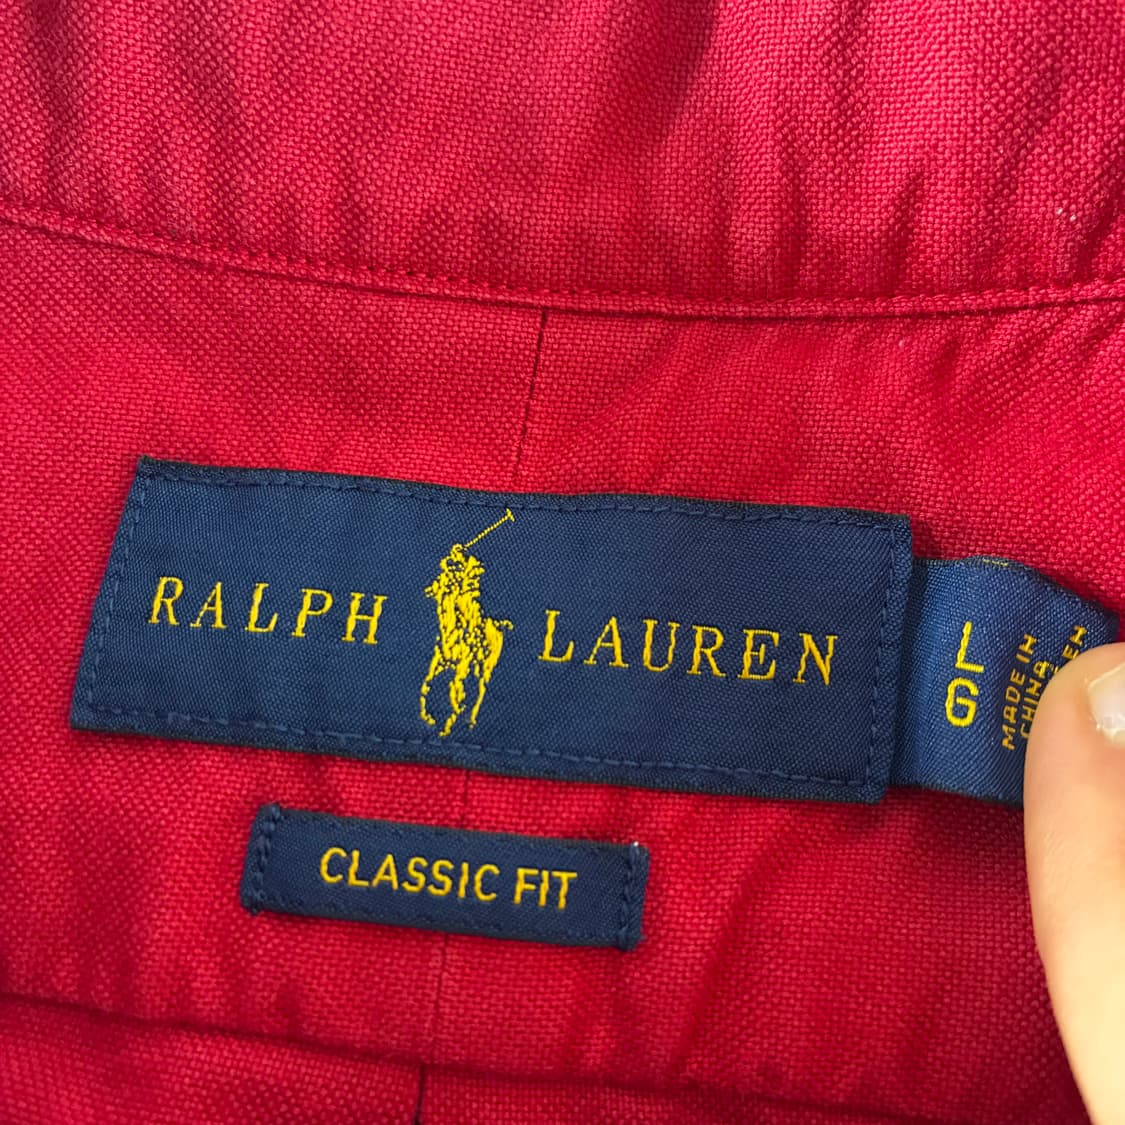 RALPH LAUREN
L
G
MADE IN
CHINA
CLASSIC FIT